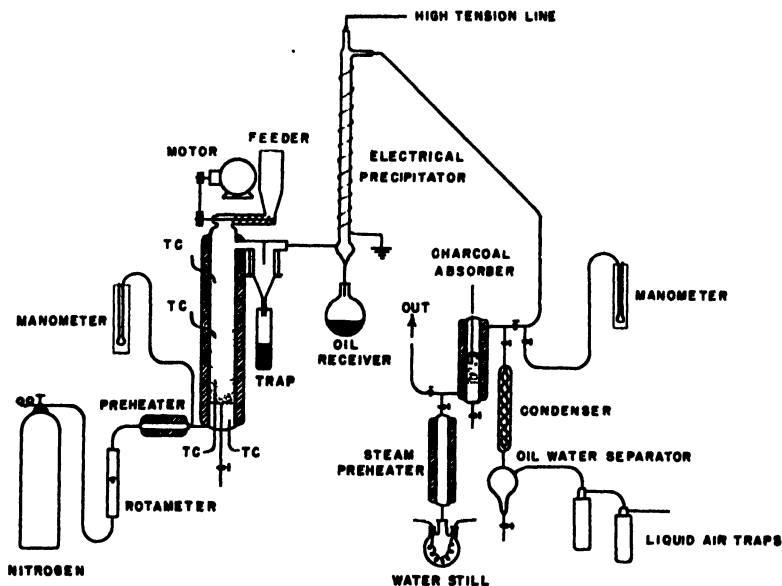 HIGH TENSION LINE
FEEDER
MOTOR
ELECTRICAL
PRECIPITATOR
TC
CHARCOAL
ABSORBER
TC
OUT
MANOMETER
MANOMETER
OIL
RECEIVER
TRAP
PREHEATER
CONDENSER
TC
TC
STEAM
PREHEATER
OIL WATER SEPARATOR
ROTAMETER
LIQUID AIR TRAPS
NITROGEN
WATER STILL